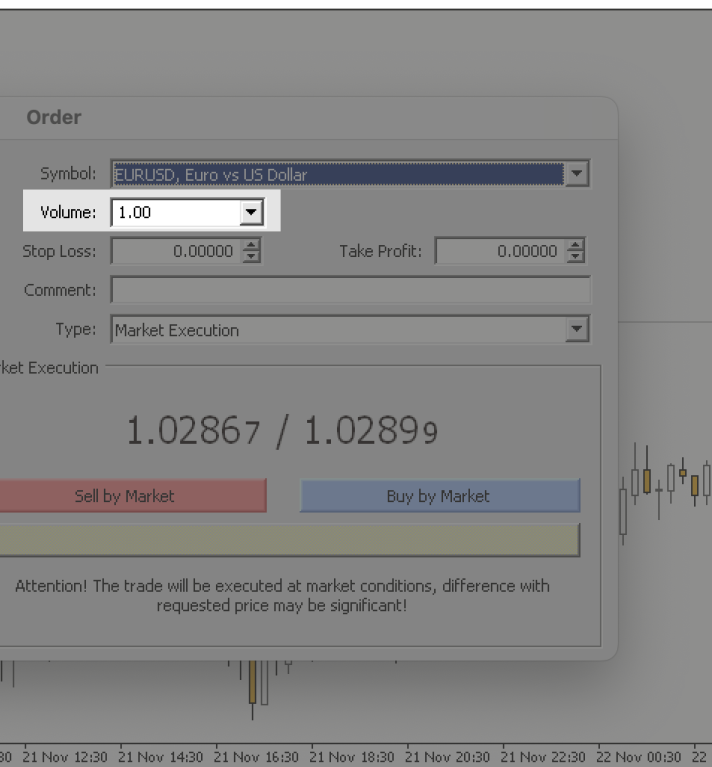 Order
Symbol: EURUSD, Euro vs US Dollar
Volume: 1.00
Stop Loss: 0.00000 Take Profit: 0.00000
Comment:
Type: Market Execution
ket Execution
1.02867 / 1.02899
Sell by Market Buy by Market
Attention! The trade will be executed at market conditions, difference with
requested price may be significant!
30 21 Nov 12:30 21 Nov 14:30 21 Nov 16:30 21 Nov 18:30 21 Nov 20:30 21 Nov 22:30 22 Nov 00:30 22